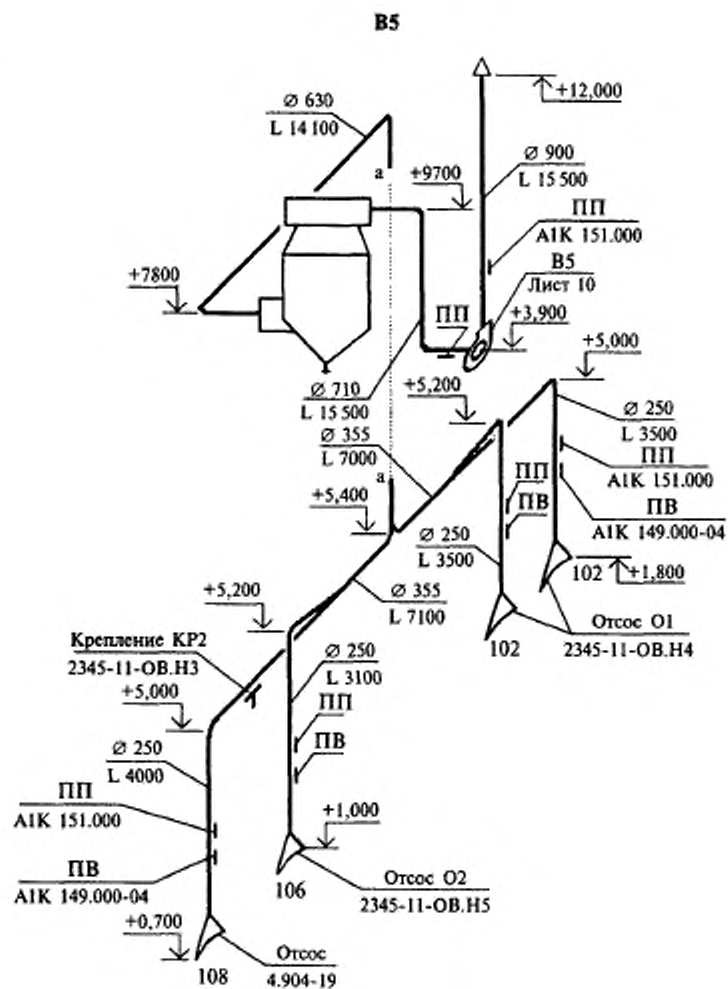 В5
∅ 630
L 14100
+12,000
а
+9700
∅ 900
L 15 500
ПП
А1К 151.000
В5
Лист 10
+7800
ПП
+3,900
+5,000
∅ 710
L 15 500
+5,200
∅ 250
L 3500
∅ 355
L 7000
ПП
А1К 151.000
а
ПП
ПВ
+5,400
ПВ
А1К 149.000-04
∅ 250
L 3500
102
+1,800
+5,200
∅ 355
L 7100
Отсос О1
2345-11-ОВ.Н4
102
Крепление КР2
2345-11-ОВ.Н3
∅ 250
L 3100
+5,000
ПП
ПВ
∅ 250
L 4000
ПП
А1К 151.000
+1,000
ПВ
А1К 149.000-04
106
Отсос О2
2345-11-ОВ.Н5
+0,700
108
Отсос
4.904-19